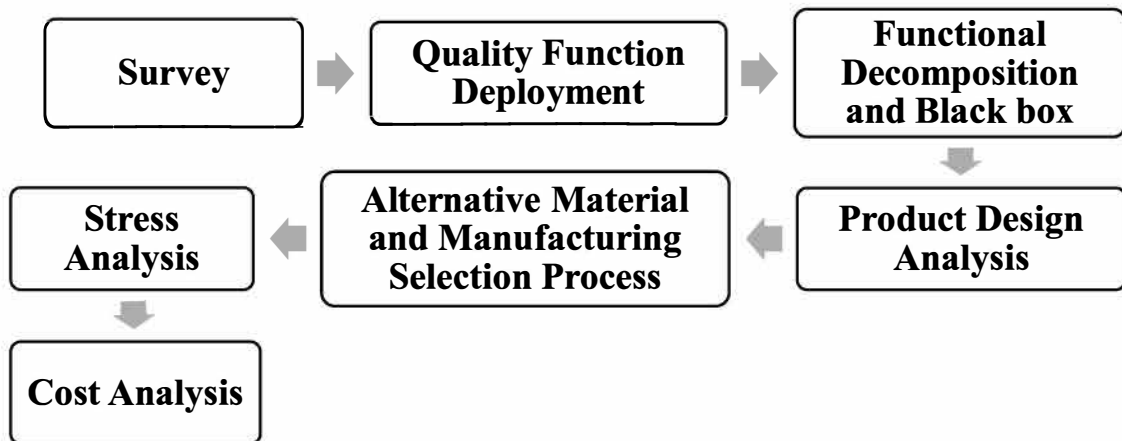 Survey
Quality Function
Deployment
Functional
Decomposition
and Black box
Product Design
Analysis
Alternative Material
and Manufacturing
Selection Process
Stress
Analysis
Cost Analysis